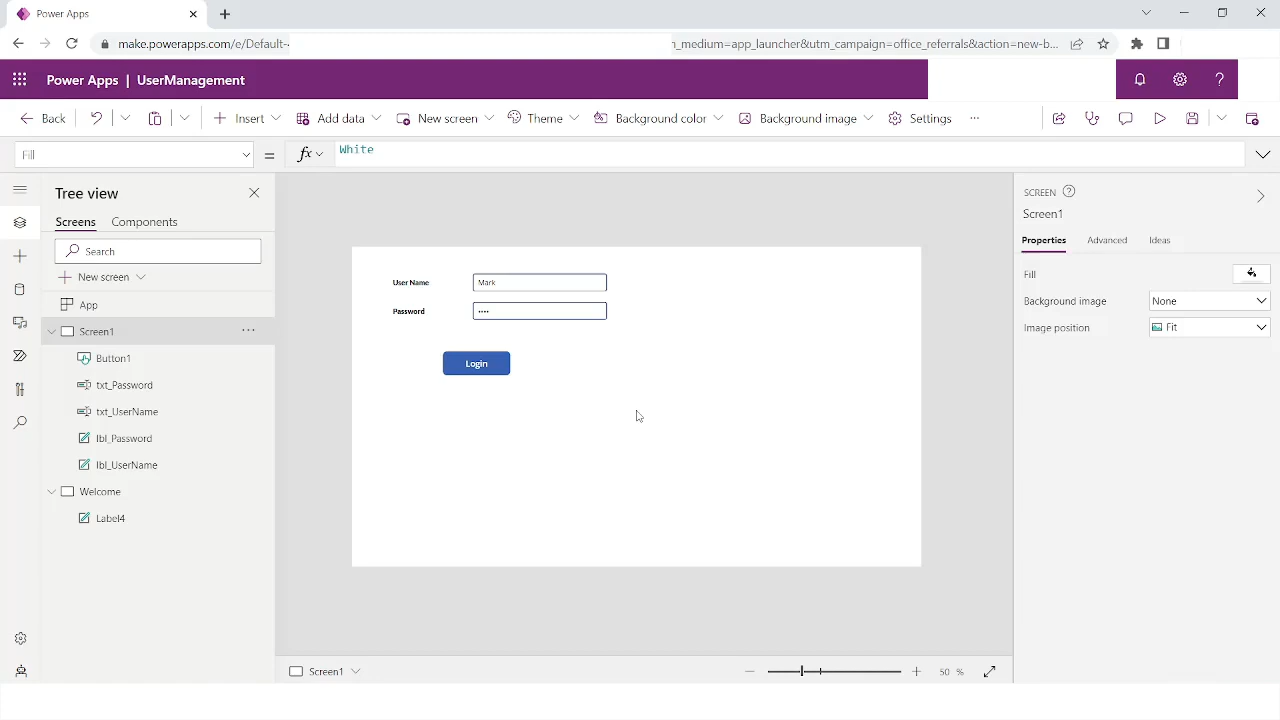 Power Apps
make.powerapps.com/e/Default-
n_medium=app_launcher&utm_campaign=office_referrals&action=new-b...
Power Apps | UserManagement
Back
Insert
Add data
New screen
Theme
Background color
Background image
Settings
Fill
=
fx
White
Tree view
Screens
Components
Search
New screen
App
Screen1
Button1
txt_Password
txt_UserName
lbl_Password
lbl_UserName
Welcome
Label4
User Name
Mark
Password
••••
Login
SCREEN
Screen1
Properties
Advanced
Ideas
Fill
Background image
None
Image position
Fit
Screen1
50 %